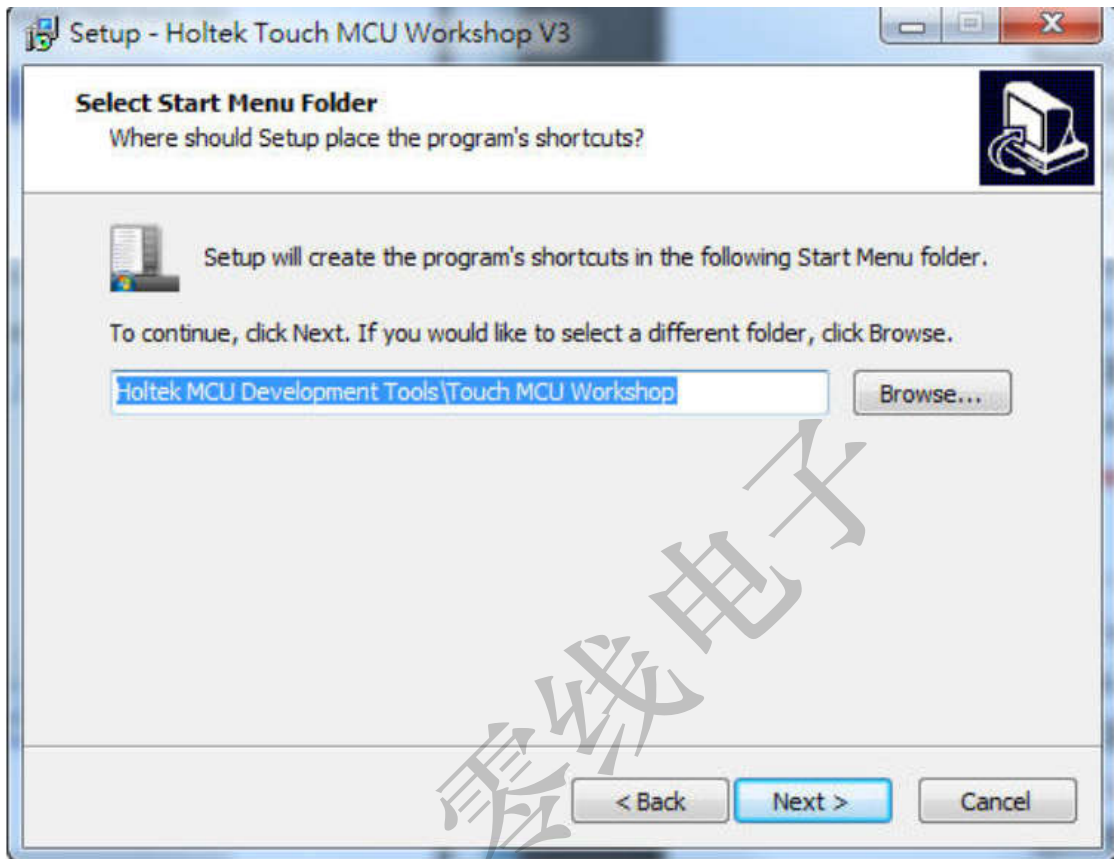 Setup - Holtek Touch MCU Workshop V3
Select Start Menu Folder
Where should Setup place the program's shortcuts?
Setup will create the program's shortcuts in the following Start Menu folder.
To continue, click Next. If you would like to select a different folder, click Browse.
Holtek MCU Development Tools\Touch MCU Workshop
Browse...
< Back
Next >
Cancel
零线电子